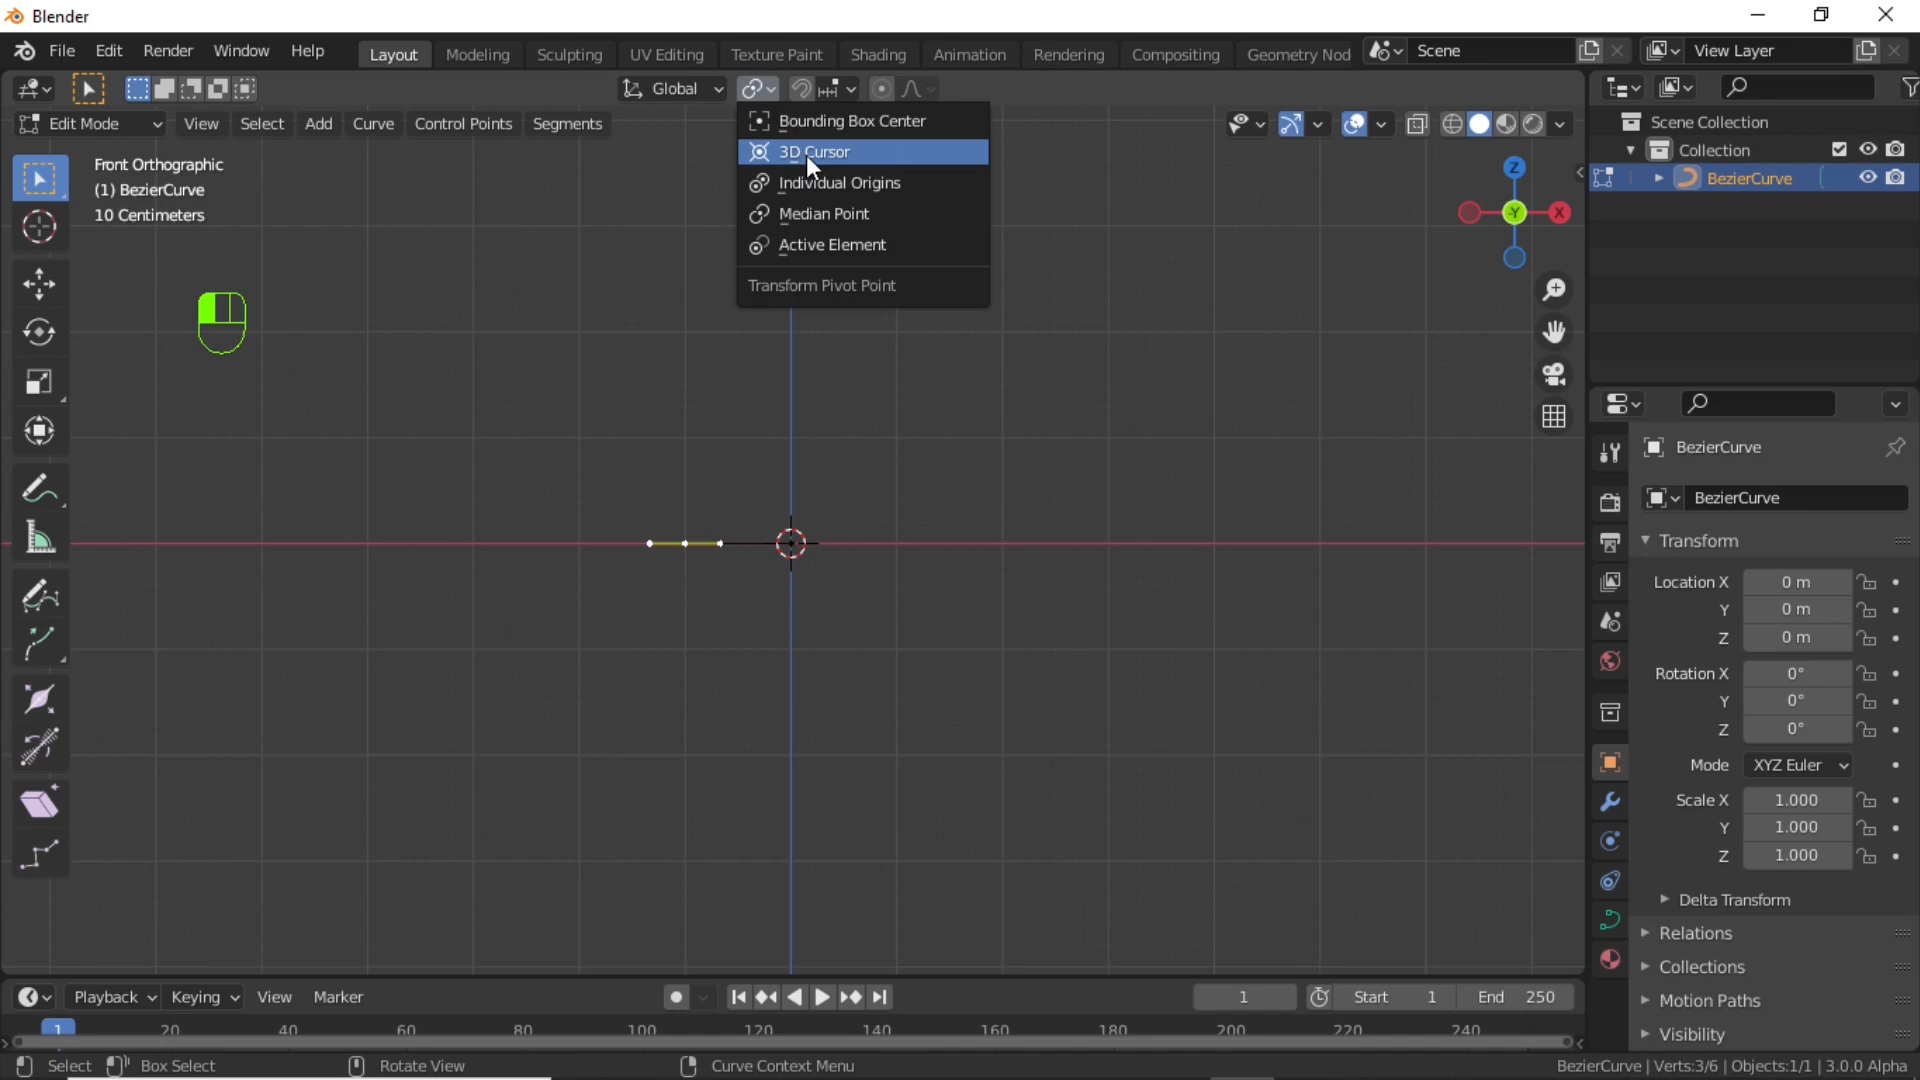 Blender
File Edit Render Window Help Layout Modeling Sculpting UV Editing Texture Paint Shading Animation Rendering Compositing Geometry Nod Scene View Layer
Global
Edit Mode View Select Add Curve Control Points Segments
Bounding Box Center
3D Cursor
Individual Origins
Median Point
Active Element
Transform Pivot Point
Front Orthographic
(1) BezierCurve
10 Centimeters
Z
-Y
X
Scene Collection
Collection
BezierCurve
BezierCurve
BezierCurve
Transform
Location X 0 m
Y 0 m
Z 0 m
Rotation X 0°
Y 0°
Z 0°
Mode XYZ Euler
Scale X 1.000
Y 1.000
Z 1.000
Delta Transform
Relations
Collections
Motion Paths
Visibility
Playback Keying View Marker 1 Start 1 End 250
1 20 40 60 80 100 120 140 160 180 200 220 240
Select Box Select Rotate View Curve Context Menu BezierCurve | Verts:3/6 | Objects:1/1 | 3.0.0 Alpha